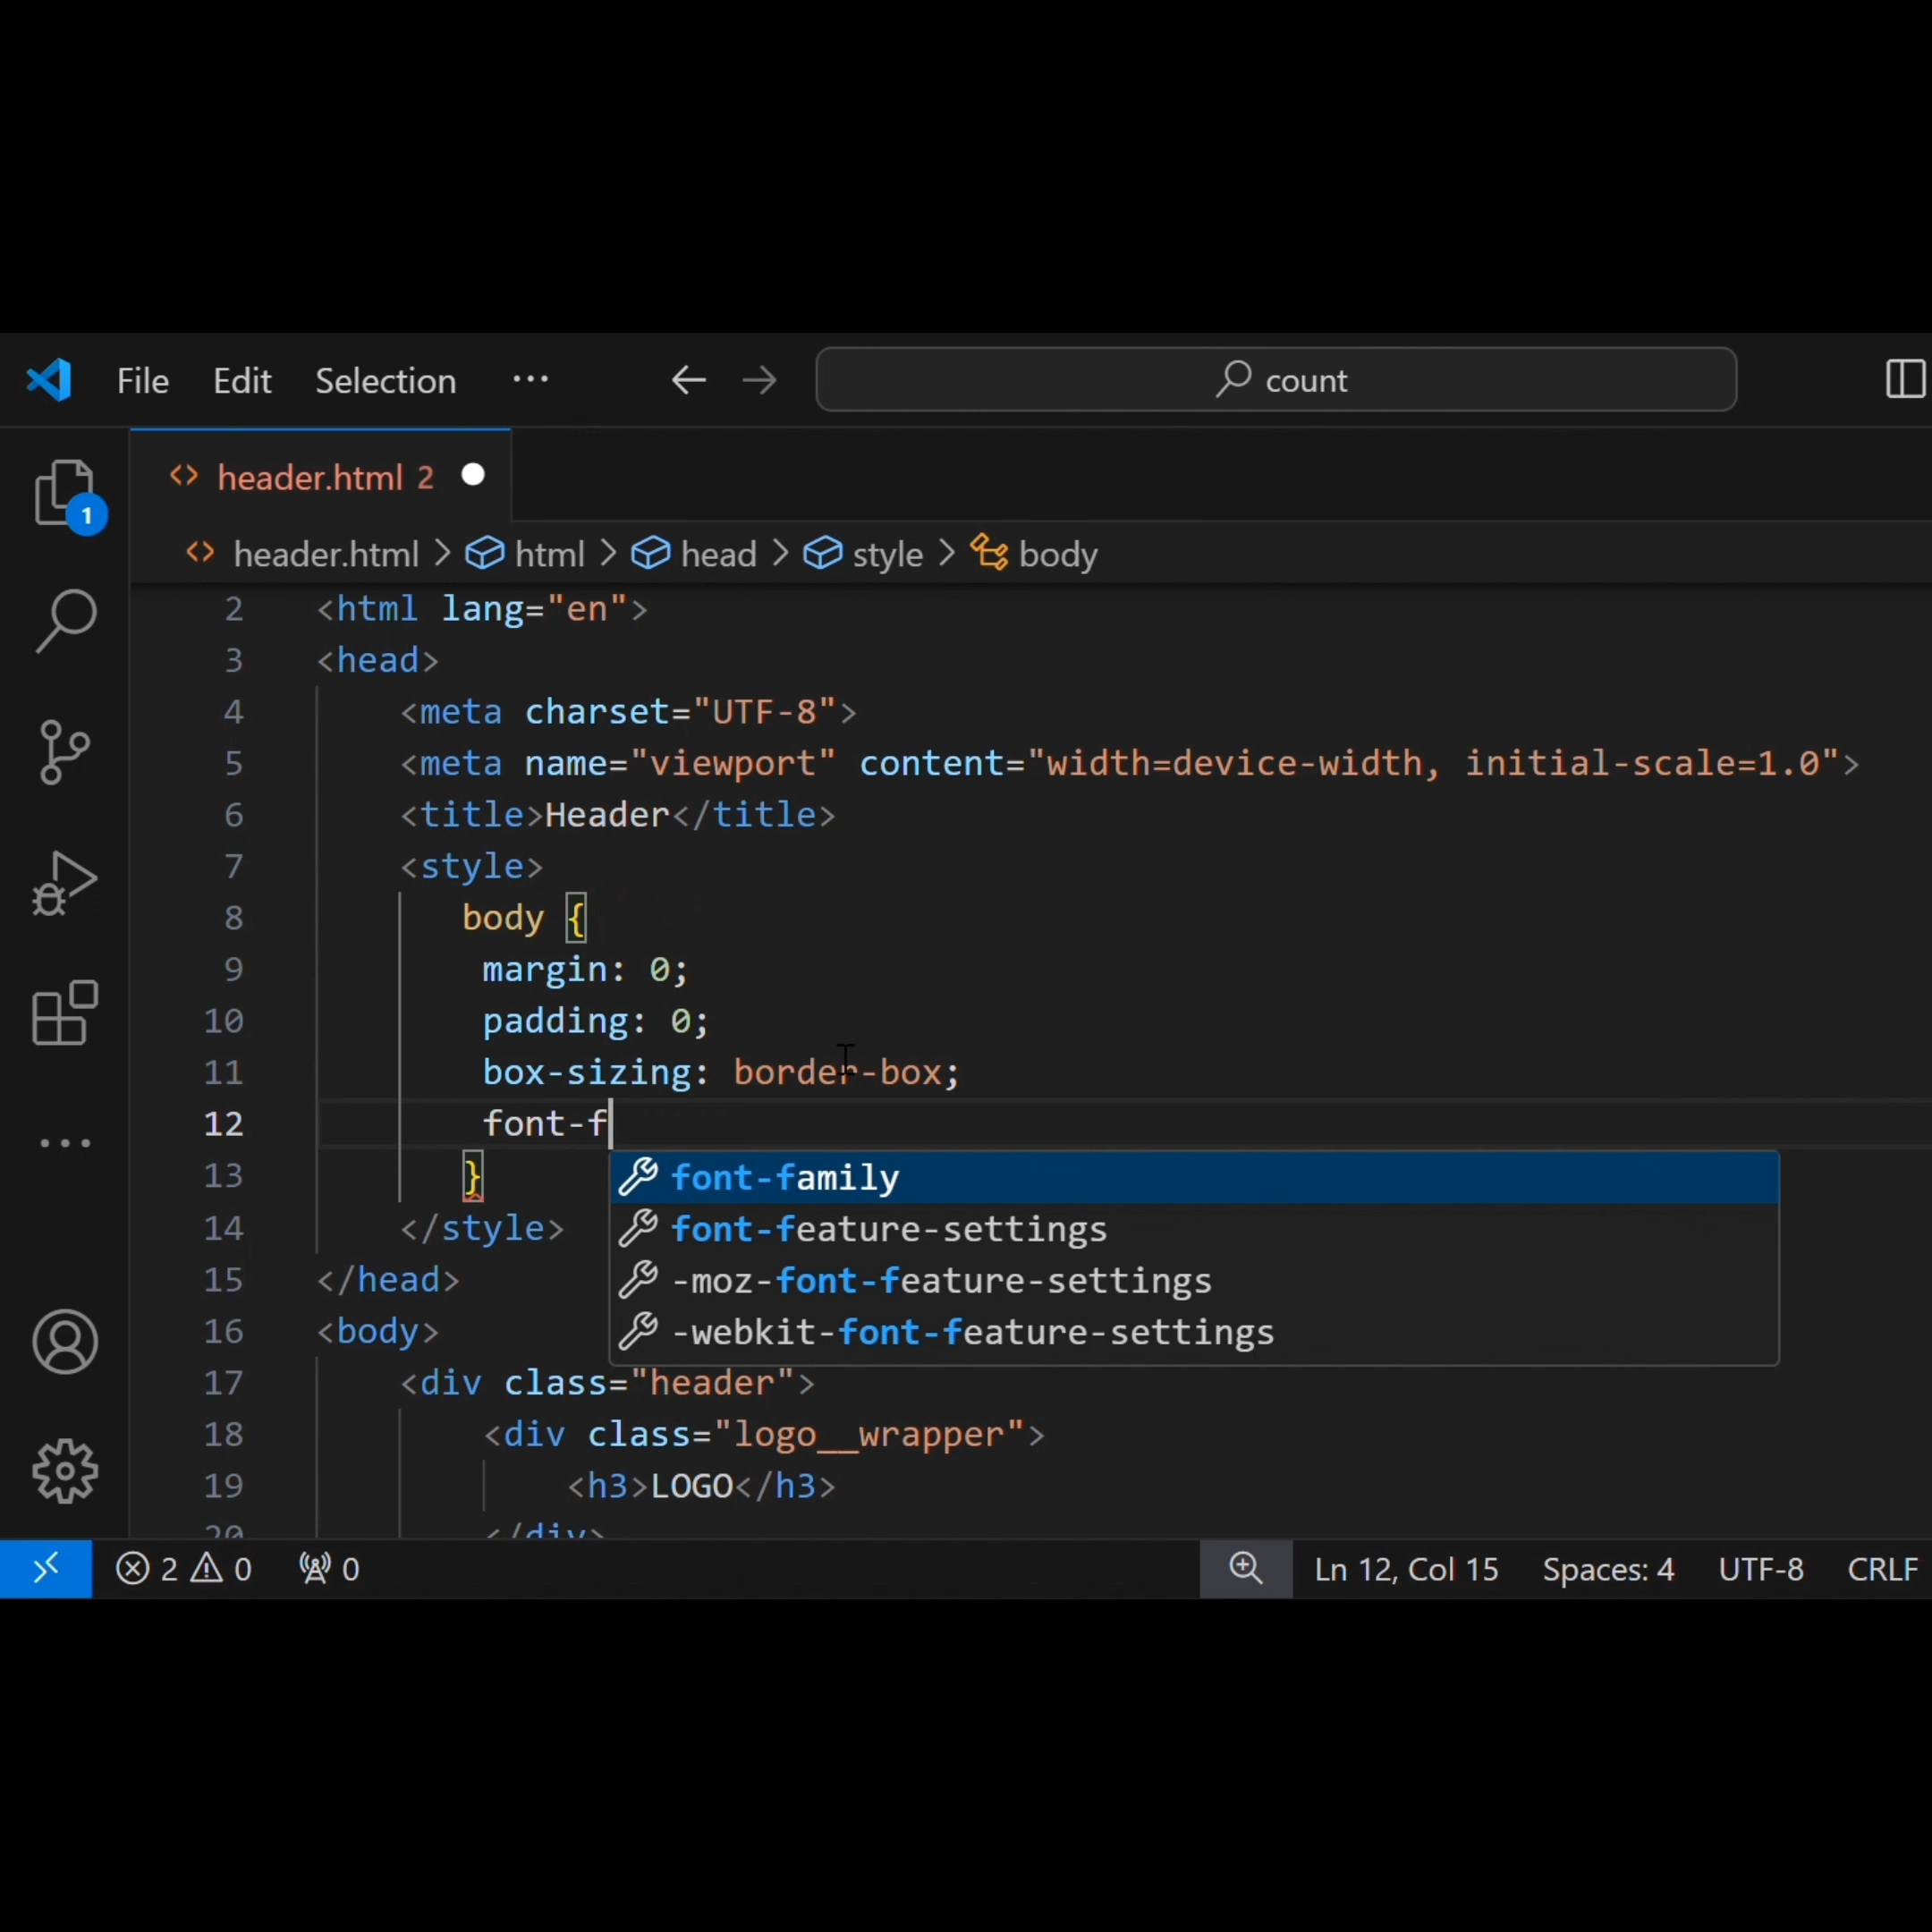 File Edit Selection ··· count
header.html 2
1
header.html > html > head > style > body
2 <html lang="en">
3 <head>
4 <meta charset="UTF-8">
5 <meta name="viewport" content="width=device-width, initial-scale=1.0">
6 <title>Header</title>
7 <style>
8 body {
9 margin: 0;
10 padding: 0;
11 box-sizing: border-box;
12 font-f
font-family
13 }
font-feature-settings
14 </style>
-moz-font-feature-settings
15 </head>
-webkit-font-feature-settings
16 <body>
17 <div class="header">
18 <div class="logo__wrapper">
19 <h3>LOGO</h3>
20 </div>
2 0 0 Ln 12, Col 15 Spaces: 4 UTF-8 CRLF